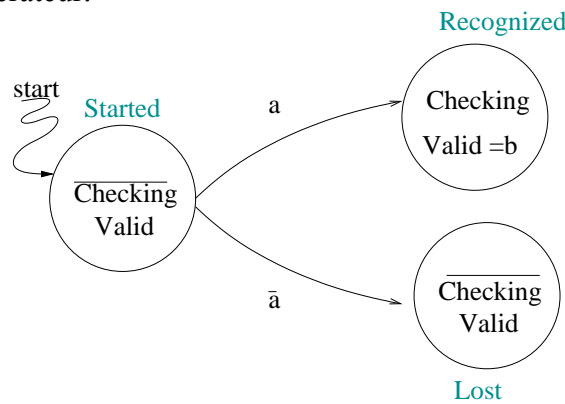 Recognized
start
Started
a
Checking
Valid =b
Checking
Valid
ā
Checking
Valid
Lost